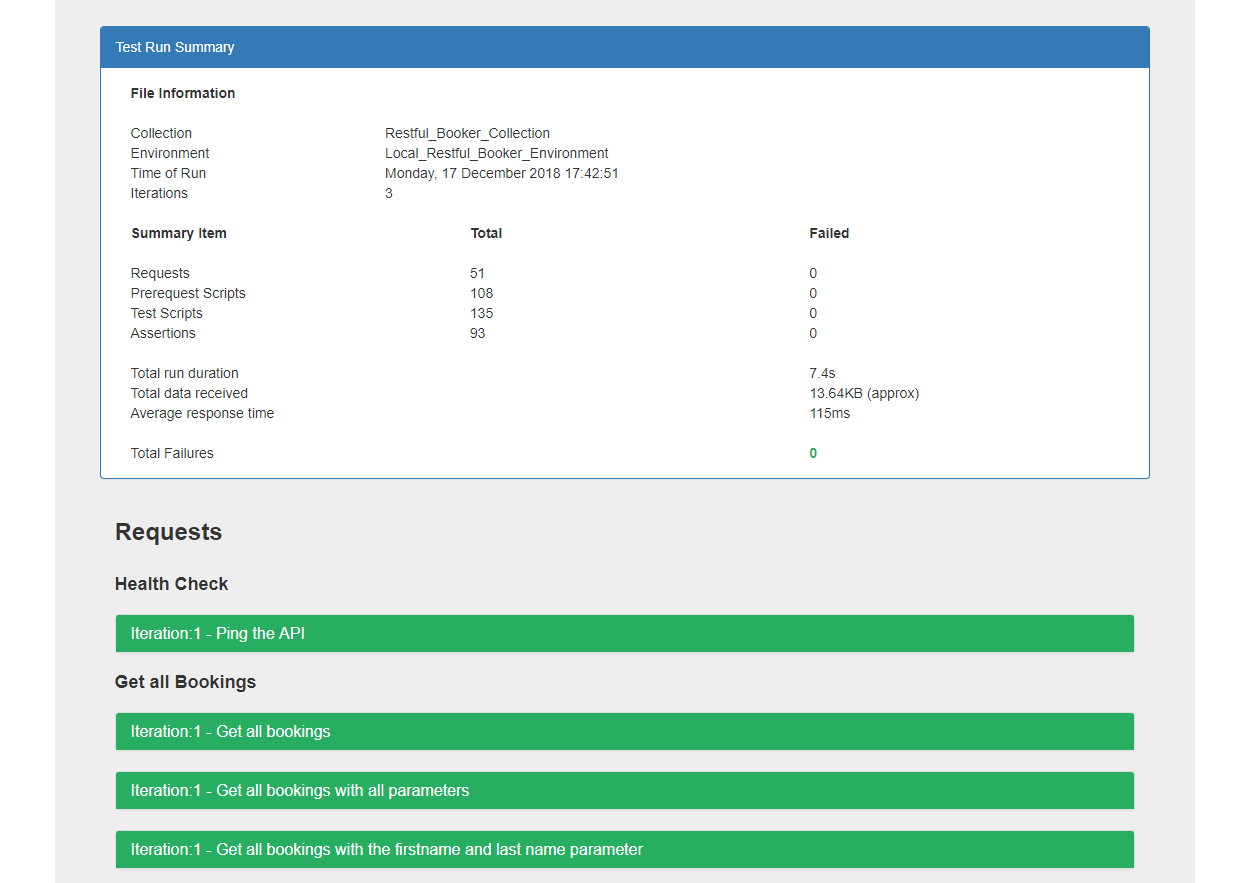 Test Run Summary
File Information
Collection Restful_Booker_Collection
Environment Local_Restful_Booker_Environment
Time of Run Monday, 17 December 2018 17:42:51
Iterations 3
Summary Item Total Failed
Requests 51 0
Prerequest Scripts 108 0
Test Scripts 135 0
Assertions 93 0
Total run duration 7.4s
Total data received 13.64KB (approx)
Average response time 115ms
Total Failures 0
Requests
Health Check
Iteration:1 - Ping the API
Get all Bookings
Iteration:1 - Get all bookings
Iteration:1 - Get all bookings with all parameters
Iteration:1 - Get all bookings with the firstname and last name parameter